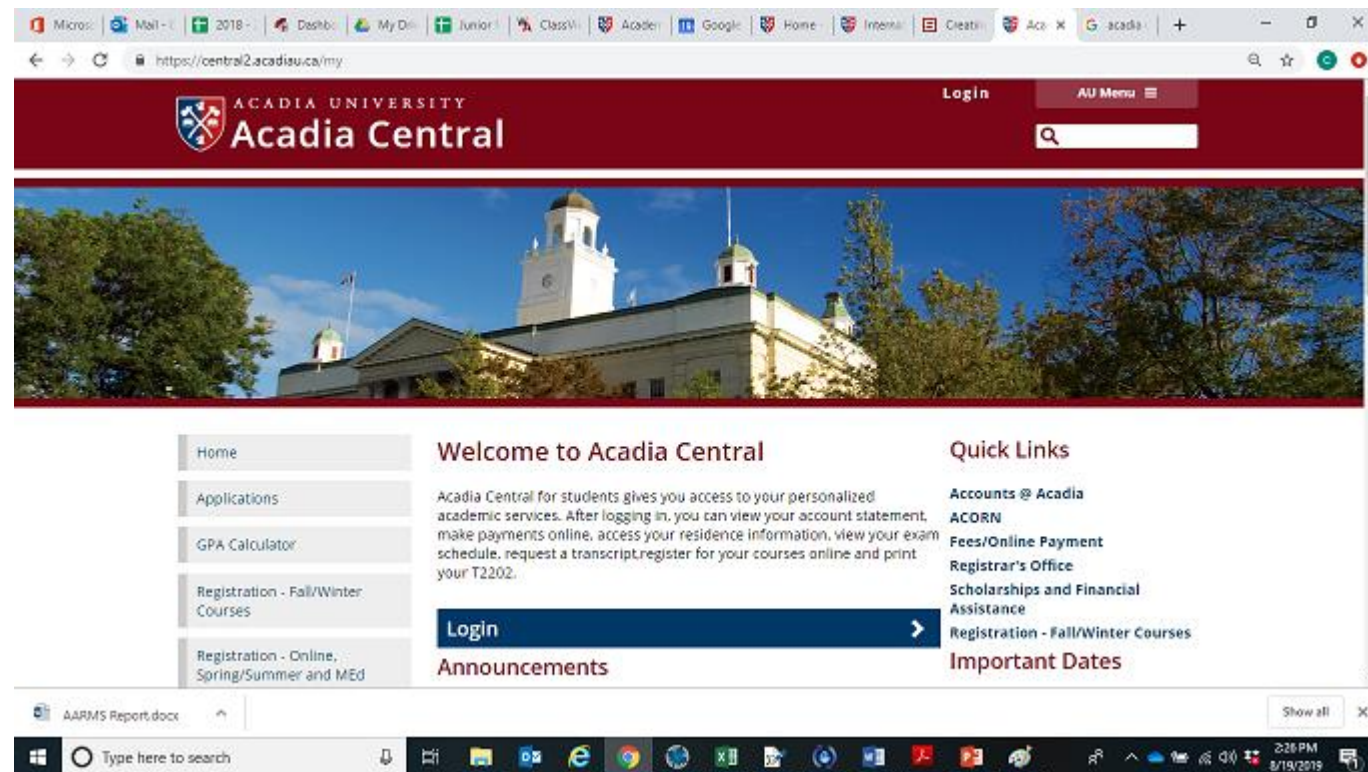 Mail -
2018 -
Dashb
My Dri
Junior
ClassVi
Academ
Google
Home
Interna
Creatin
Aca
acadia
https://central2.acadiau.ca/my
ACADIA UNIVERSITY
Acadia Central
Login
AU Menu
Home
Applications
GPA Calculator
Registration - Fall/Winter
Courses
Registration - Online,
Spring/Summer and MEd
Welcome to Acadia Central
Acadia Central for students gives you access to your personalized
academic services. After logging in, you can view your account statement,
make payments online, access your residence information, view your exam
schedule, request a transcript,register for your courses online and print
your T2202.
Login
Announcements
Quick Links
Accounts @ Acadia
ACORN
Fees/Online Payment
Registrar's Office
Scholarships and Financial
Assistance
Registration - Fall/Winter Courses
Important Dates
AARMS Report.docx
Show all
Type here to search
2:26 PM
8/19/2019